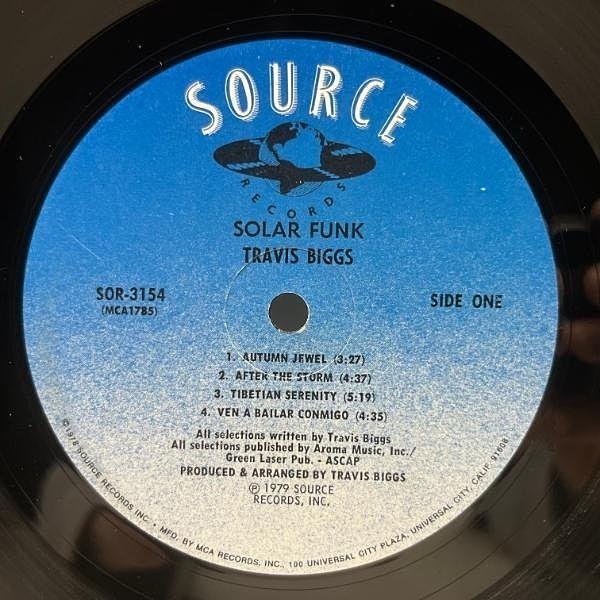 SOURCE
RECORDS
SOLAR FUNK
TRAVIS BIGGS
SOR-3154
(MCA1785)
SIDE ONE
1. AUTUMN JEWEL (3:27)
2. AFTER THE STORM (4:37)
3. TIBETIAN SERENITY (5:19)
4. VEN A BAILAR CONMIGO (4:35)
All selections written by Travis Biggs
All selections published by Aroma Music, Inc./
Green Laser Pub. - ASCAP
PRODUCED & ARRANGED BY TRAVIS BIGGS
℗ 1979 SOURCE
RECORDS, INC.
©1978 SOURCE RECORDS INC. • MFD. BY MCA RECORDS, INC., 100 UNIVERSAL CITY PLAZA, UNIVERSAL CITY, CALIF. 91608